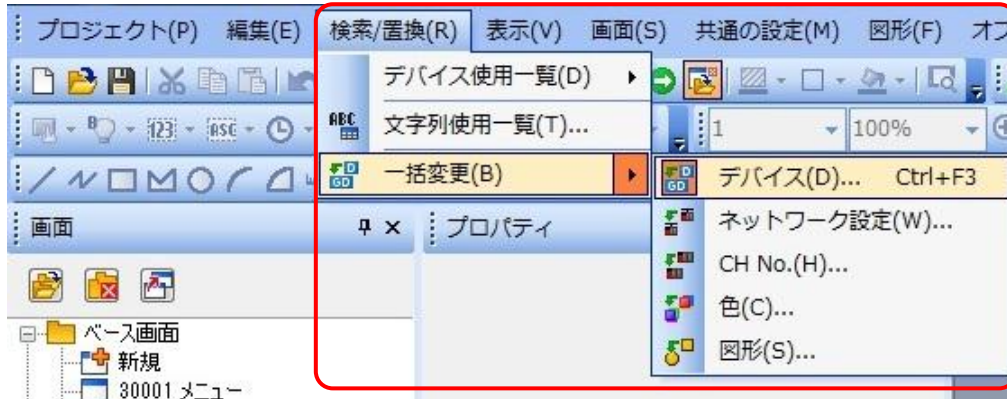 プロジェクト(P) 編集(E) 検索/置換(R) 表示(V) 画面(S) 共通の設定(M) 図形(F) オブ
デバイス使用一覧(D)
ABC 文字列使用一覧(T)...
1 100%
一括変更(B)
デバイス(D)... Ctrl+F3
画面 プロパティ
ネットワーク設定(W)...
CH No.(H)...
色(C)...
図形(S)...
ベース画面
新規
30001 メニュー